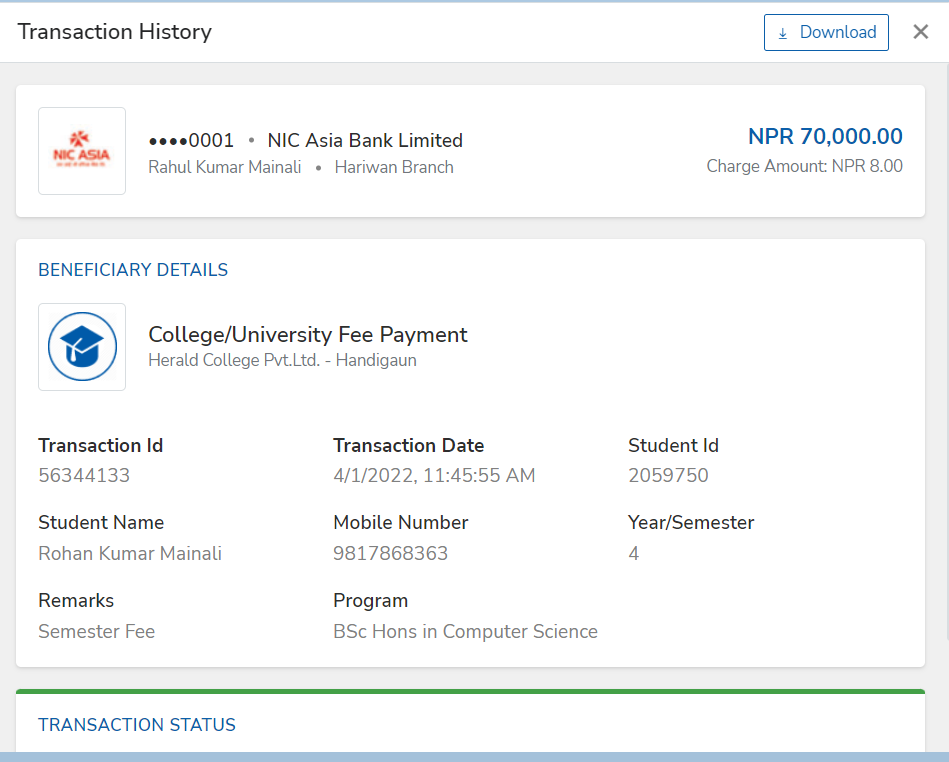 Transaction History
Download
NIC ASIA
••••0001 • NIC Asia Bank Limited
NPR 70,000.00
Rahul Kumar Mainali • Hariwan Branch
Charge Amount: NPR 8.00
BENEFICIARY DETAILS
College/University Fee Payment
Herald College Pvt.Ltd. - Handigaun
Transaction Id
56344133
Transaction Date
4/1/2022, 11:45:55 AM
Student Id
2059750
Student Name
Rohan Kumar Mainali
Mobile Number
9817868363
Year/Semester
4
Remarks
Semester Fee
Program
BSc Hons in Computer Science
TRANSACTION STATUS